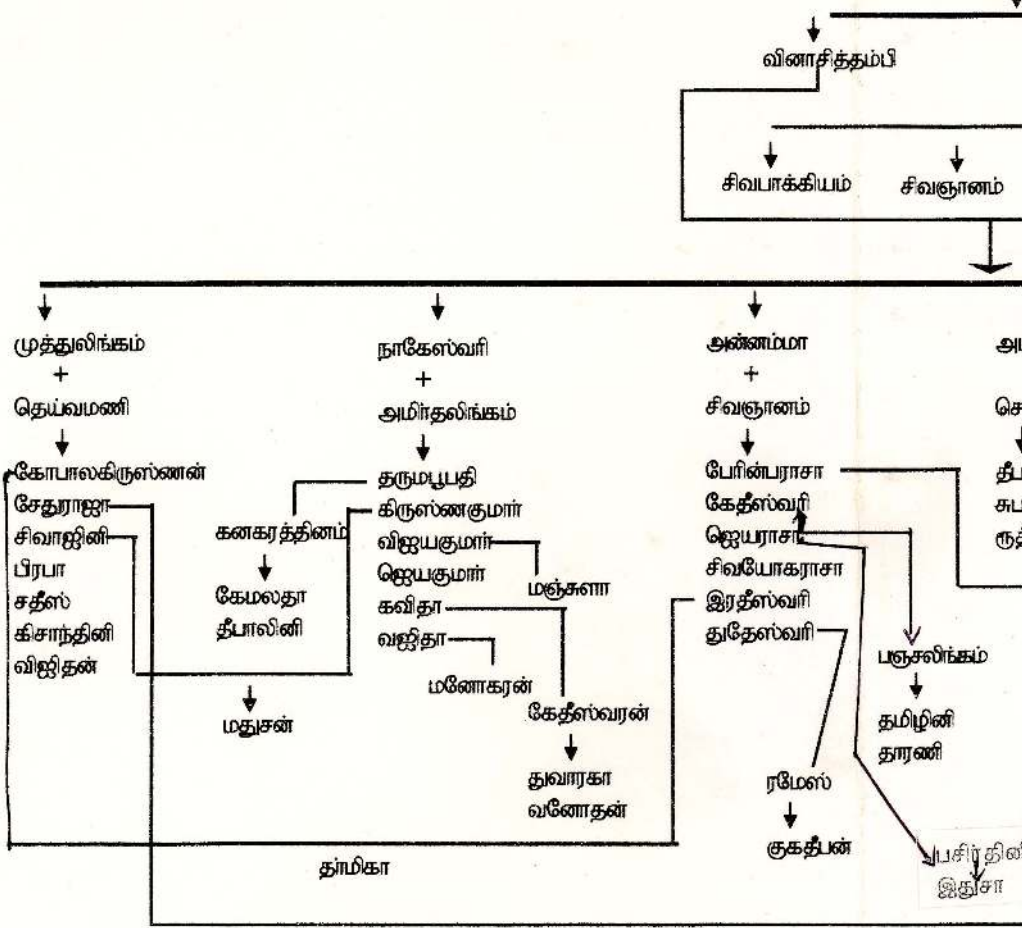 வினாசித்தம்பி
சிவபாக்கியம் சிவஞானம்
முத்துலிங்கம்
+
தெய்வமணி
கோபாலகிருஸ்ணன்
சேதுராஜா
சிவாஜினி
பிரபா
சதீஸ்
கிசாந்தினி
விஜிதன்
நாகேஸ்வரி
+
அமிர்தலிங்கம்
தருமபூபதி
கிருஸ்ணகுமார்
விஜயகுமார்
ஜெயகுமார்
கவிதா
வஜிதா
கனகரத்தினம்
கேமலதா
தீபாலினி
மஞ்சுளா
மனோகரன்
கேதீஸ்வரன்
துவாரகா
வனோதன்
மதுசன்
அன்னம்மா
+
சிவஞானம்
பேரின்பராசா
கேதீஸ்வரி
ஜெயராசா
சிவயோகராசா
இரதீஸ்வரி
துதேஸ்வரி
பஞ்சலிங்கம்
தமிழினி
தாரணி
ரமேஸ்
குகதீபன்
தர்மிகா
இதுசா